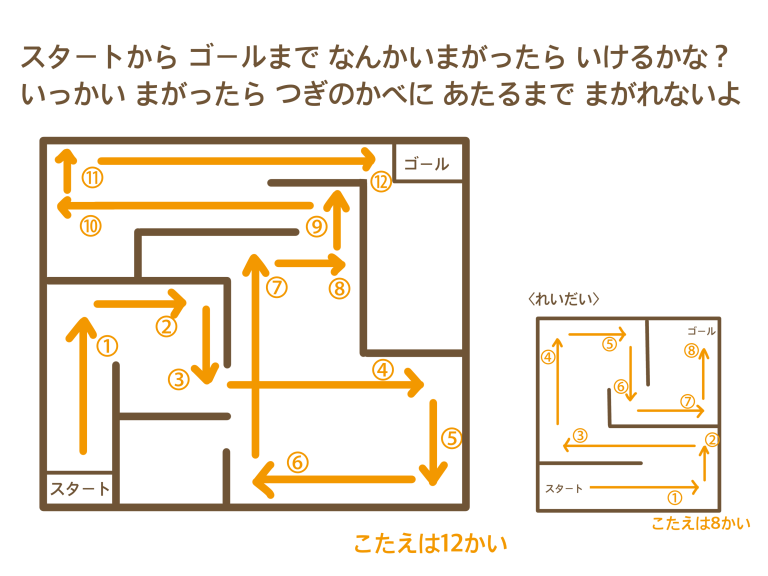 スタートから ゴールまで なんかいまがったら いけるかな？
いっかい まがったら つぎのかべに あたるまで まがれないよ
ゴール
⑪
⑫
⑩
⑨
⑦
⑧
②
①
③
④
⑤
⑥
スタート
こたえは12かい
〈れいだい〉
ゴール
⑤
⑧
④
⑥
⑦
③
②
スタート
①
こたえは8かい